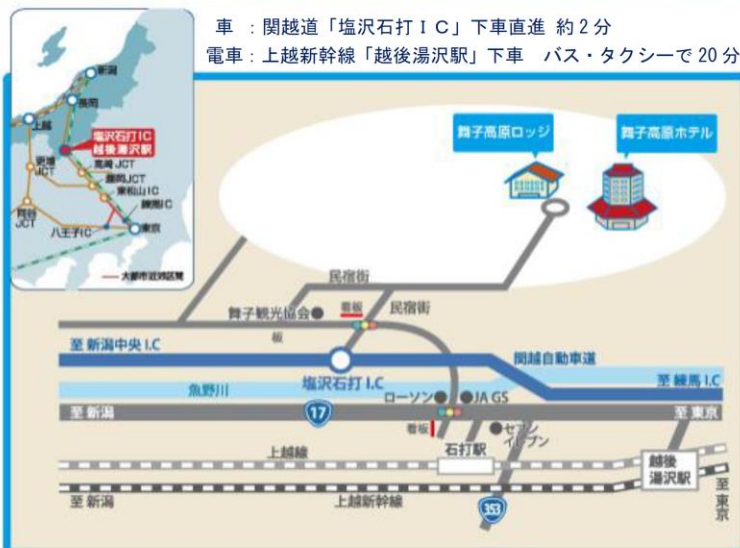 車　：関越道「塩沢石打ＩＣ」下車直進 約２分
電車：上越新幹線「越後湯沢駅」下車　バス・タクシーで 20 分
新潟
長岡
上越
塩沢石打IC
越後湯沢駅
更埴
JCT
高崎 JCT
藤岡JCT
東松山 I.C
練馬I.C
岡谷
JCT
八王子I.C
東京
大都市近郊区間
舞子高原ロッジ
舞子高原ホテル
民宿街
舞子観光協会
看板
民宿街
板
至 新潟中央 I.C
関越自動車道
塩沢石打 I.C
至 練馬 I.C
魚野川
ローソン
JA GS
至 新潟
17
至 東京
看板
セブン
イレブン
石打駅
上越線
越後
湯沢駅
至 新潟
上越新幹線
353
至東京